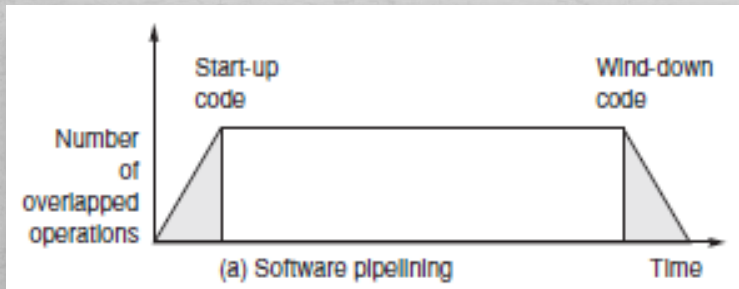 Start-up
code
Wind-down
code
Number
of
overlapped
operations
(a) Software pipelining
Time